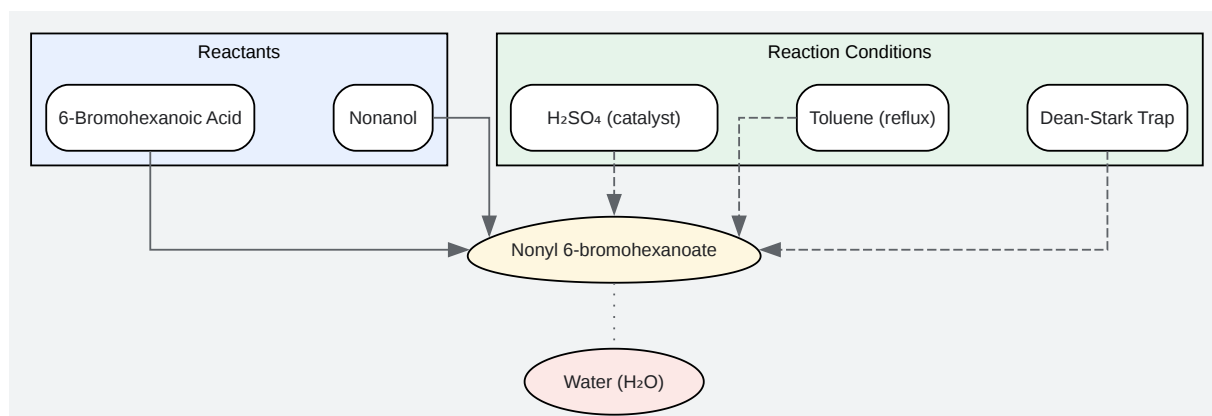 Reactants
Reaction Conditions
6-Bromohexanoic Acid
Nonanol
H₂SO₄ (catalyst)
Toluene (reflux)
Dean-Stark Trap
Nonyl 6-bromohexanoate
Water (H₂O)